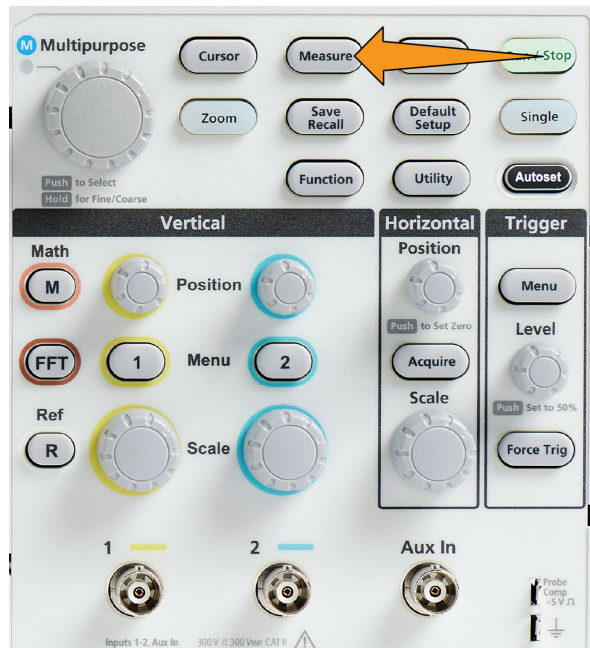 M Multipurpose
Cursor
Measure
/ Stop
Zoom
Save
Recall
Default
Setup
Single
Push to Select
Hold for Fine/Coarse
Function
Utility
Autoset
Vertical
Horizontal
Trigger
Math
M
Position
Position
Push to Set Zero
Menu
Level
FFT
1
Menu
2
Acquire
Push Set to 50%
Ref
R
Scale
Scale
Force Trig
1
2
Aux In
Probe
Comp
≈5 V
Inputs 1-2, Aux In 300 V // 300 VRMS CAT II